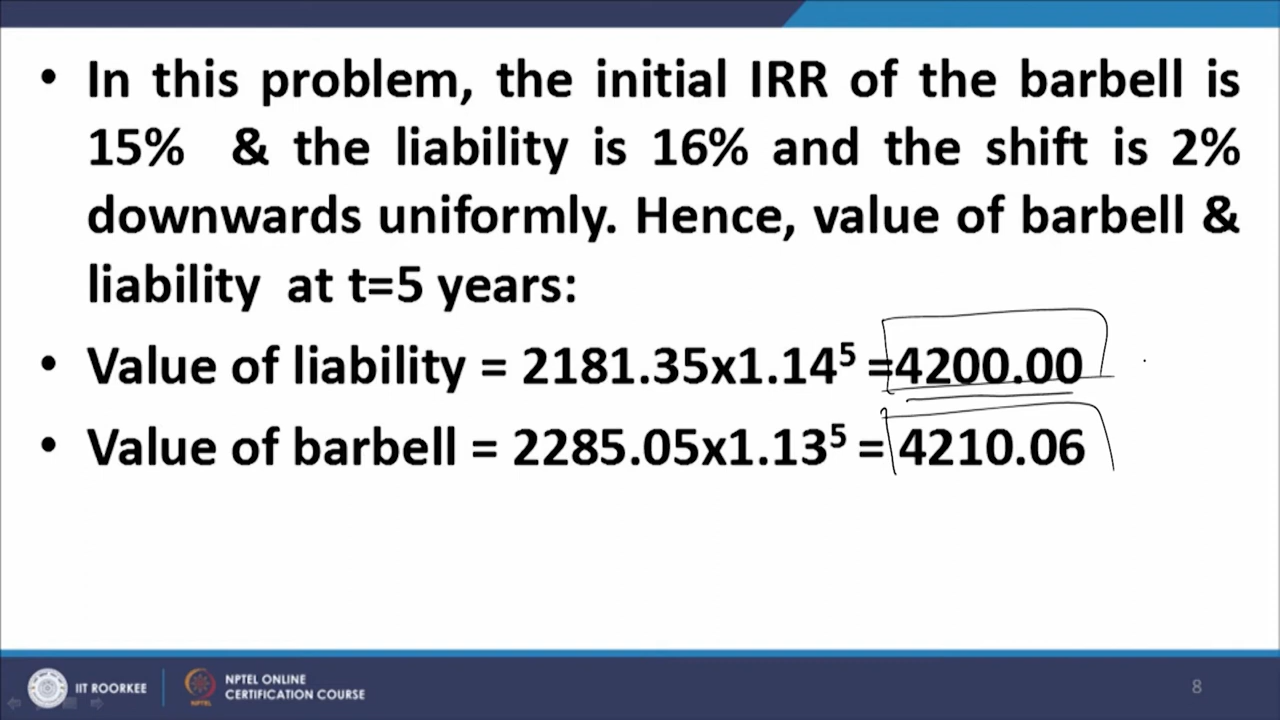 • In this problem, the initial IRR of the barbell is
15% & the liability is 16% and the shift is 2%
downwards uniformly. Hence, value of barbell &
liability at t=5 years:
• Value of liability = 2181.35x1.14⁵ =4200.00
• Value of barbell = 2285.05x1.13⁵ = 4210.06
IIT ROORKEE
NPTEL
NPTEL ONLINE
CERTIFICATION COURSE
8